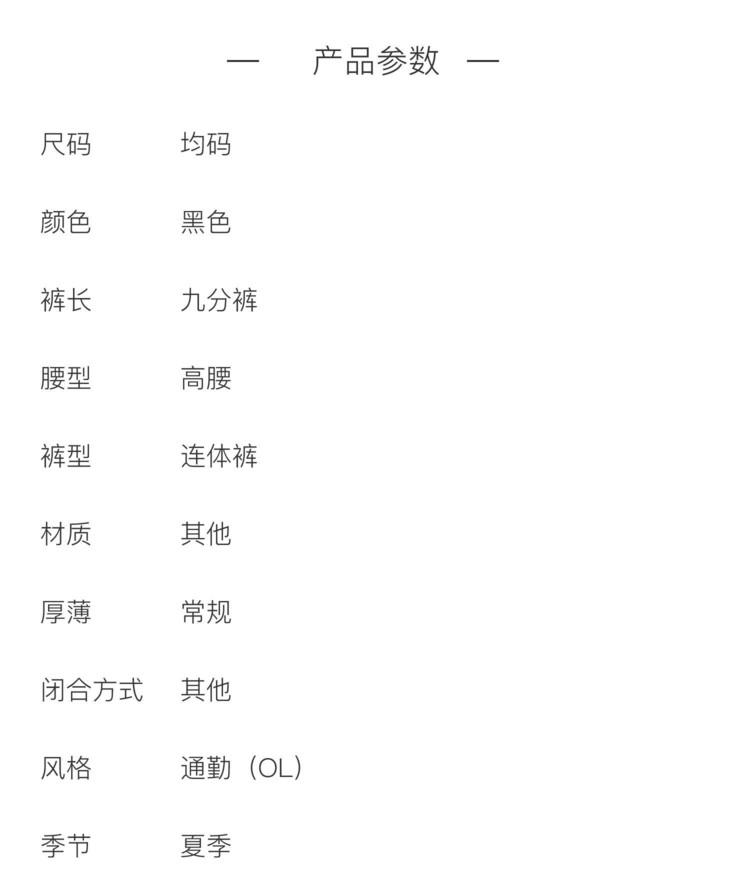 — 产品参数 —
尺码 均码
颜色 黑色
裤长 九分裤
腰型 高腰
裤型 连体裤
材质 其他
厚薄 常规
闭合方式 其他
风格 通勤（OL）
季节 夏季